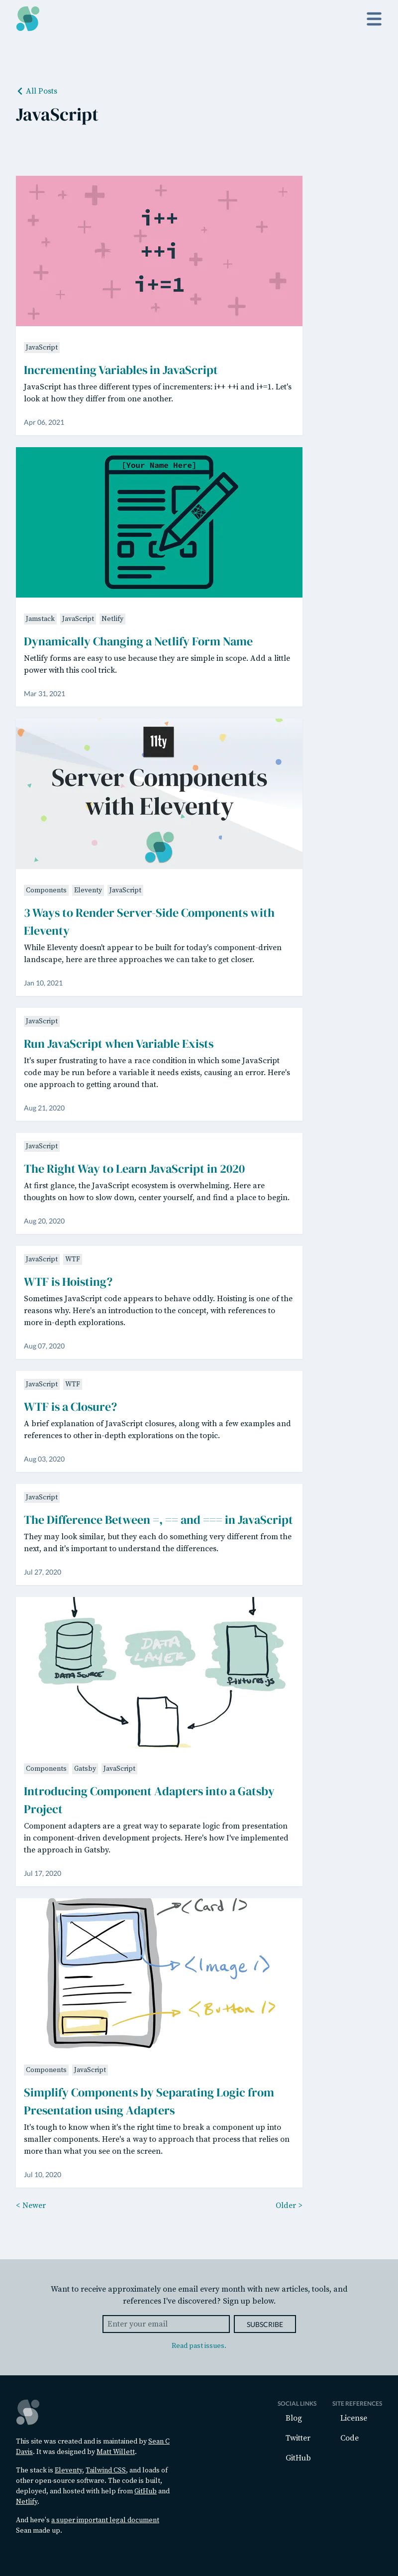 All Posts
JavaScript
i++
++i
i+=1
JavaScript
Incrementing Variables in JavaScript
JavaScript has three different types of incrementers: i++ ++i and i+=1. Let's
look at how they differ from one another.
Apr 06, 2021
[Your Name Here]
Jamstack JavaScript Netlify
Dynamically Changing a Netlify Form Name
Netlify forms are easy to use because they are simple in scope. Add a little
power with this cool trick.
Mar 31, 2021
11ty
Server Components
with Eleventy
Components Eleventy JavaScript
3 Ways to Render Server-Side Components with
Eleventy
While Eleventy doesn't appear to be built for today's component-driven
landscape, here are three approaches we can take to get closer.
Jan 10, 2021
JavaScript
Run JavaScript when Variable Exists
It's super frustrating to have a race condition in which some JavaScript
code may be run before a variable it needs exists, causing an error. Here's
one approach to getting around that.
Aug 21, 2020
JavaScript
The Right Way to Learn JavaScript in 2020
At first glance, the JavaScript ecosystem is overwhelming. Here are
thoughts on how to slow down, center yourself, and find a place to begin.
Aug 20, 2020
JavaScript WTF
WTF is Hoisting?
Sometimes JavaScript code appears to behave oddly. Hoisting is one of the
reasons why. Here's an introduction to the concept, with references to
more in-depth explorations.
Aug 07, 2020
JavaScript WTF
WTF is a Closure?
A brief explanation of JavaScript closures, along with a few examples and
references to other in-depth explorations on the topic.
Aug 03, 2020
JavaScript
The Difference Between =, == and === in JavaScript
They may look similar, but they each do something very different from the
next, and it's important to understand the differences.
Jul 27, 2020
DATA SOURCE
DATA
LAYER
fixtures.js
Components Gatsby JavaScript
Introducing Component Adapters into a Gatsby
Project
Component adapters are a great way to separate logic from presentation
in component-driven development projects. Here's how I've implemented
the approach in Gatsby.
Jul 17, 2020
<Card />
<Image />
<Button />
Components JavaScript
Simplify Components by Separating Logic from
Presentation using Adapters
It's tough to know when it's the right time to break a component up into
smaller components. Here's a way to approach that process that relies on
more than what you see on the screen.
Jul 10, 2020
< Newer
Older >
Want to receive approximately one email every month with new articles, tools, and
references I've discovered? Sign up below.
Enter your email
SUBSCRIBE
Read past issues.
This site was created and is maintained by Sean C
Davis. It was designed by Matt Willett.
The stack is Eleventy, Tailwind CSS, and loads of
other open-source software. The code is built,
deployed, and hosted with help from GitHub and
Netlify.
And here's a super important legal document
Sean made up.
SOCIAL LINKS
Blog
Twitter
GitHub
SITE REFERENCES
License
Code